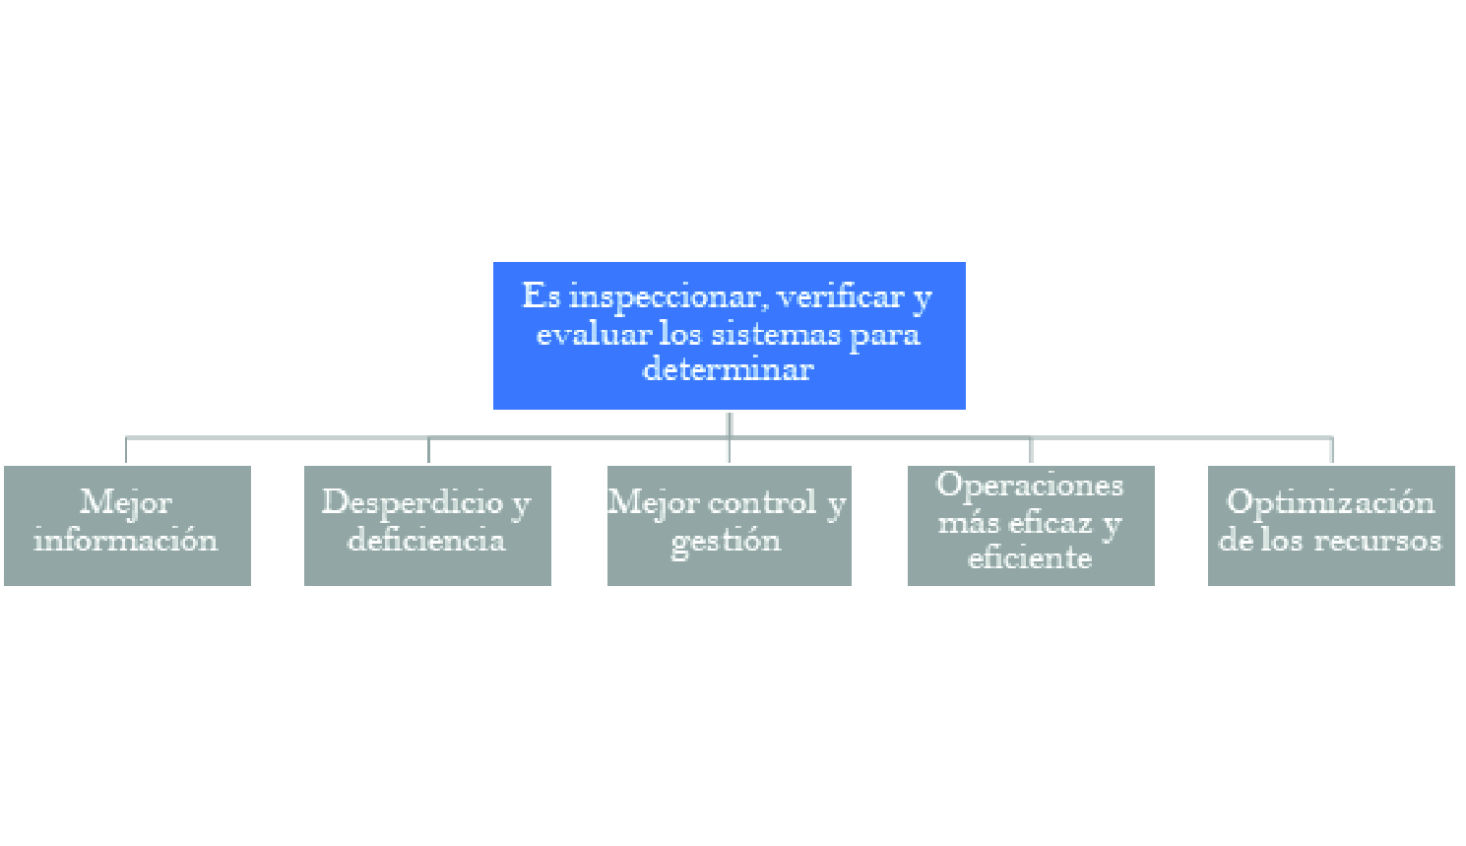 Es inspeccionar, verificar y
evaluar los sistemas para
determinar
Mejor
información
Desperdicio y
deficiencia
Mejor control y
gestión
Operaciones
más eficaz y
eficiente
Optimización
de los recursos